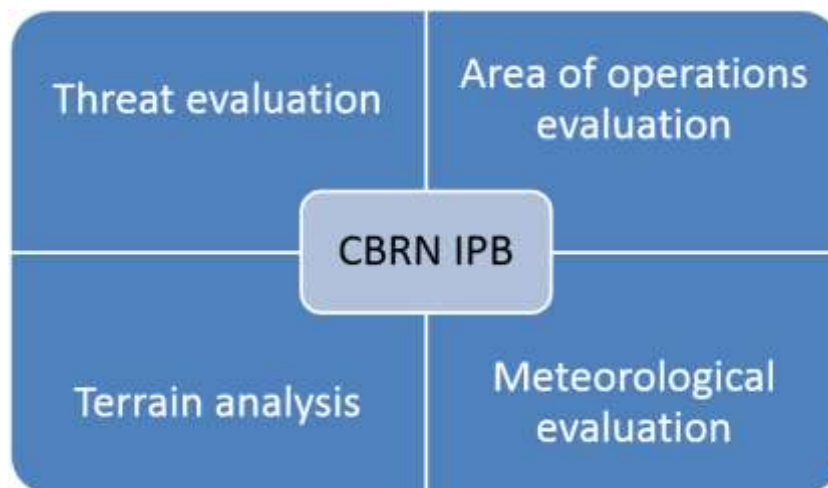 Threat evaluation
Area of operations
evaluation
CBRN IPB
Terrain analysis
Meteorological
evaluation